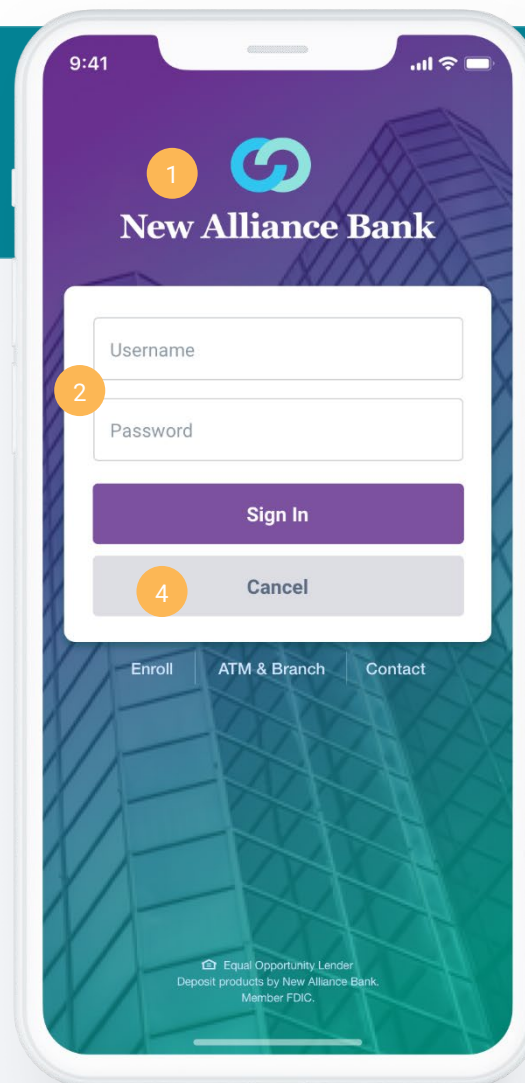 9:41
1
New Alliance Bank
Username
2
Password
Sign In
4
Cancel
Enroll
ATM & Branch
Contact
Equal Opportunity Lender
Deposit products by New Alliance Bank.
Member FDIC.